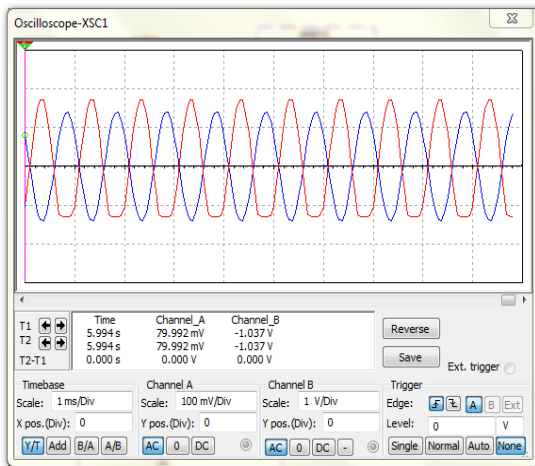 Oscilloscope-XSC1
Time Channel_A Channel_B
T1 5.994 s 79.992 mV -1.037 V
T2 5.994 s 79.992 mV -1.037 V
T2-T1 0.000 s 0.000 V 0.000 V
Reverse
Save
Ext. trigger
Timebase
Scale: 1 ms/Div
X pos.(Div): 0
Y/T Add B/A A/B
Channel A
Scale: 100 mV/Div
Y pos.(Div): 0
AC 0 DC
Channel B
Scale: 1 V/Div
Y pos.(Div): 0
AC 0 DC -
Trigger
Edge: A B Ext
Level: 0 V
Single Normal Auto None